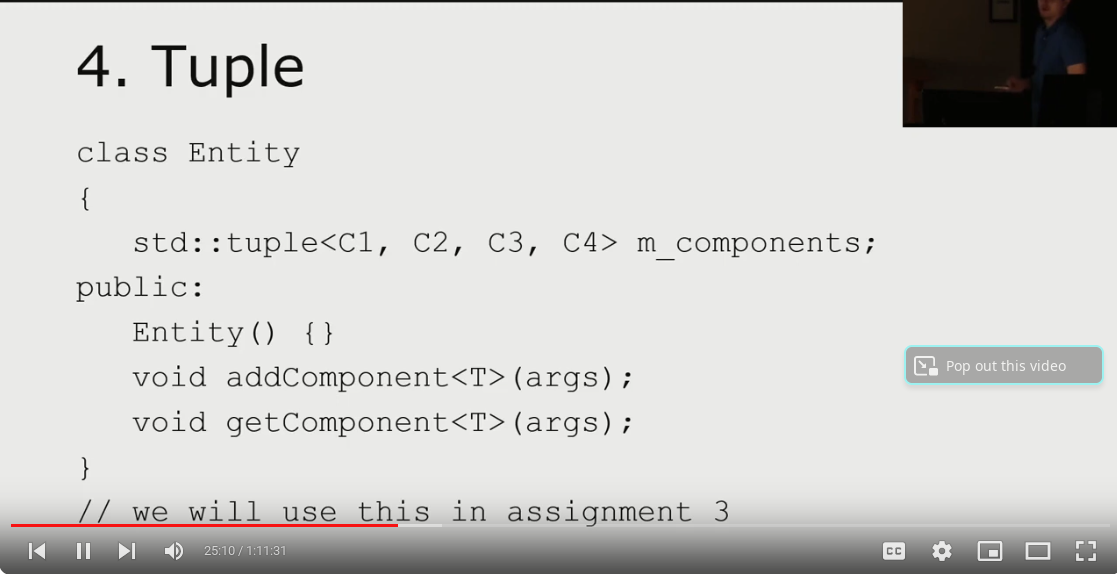 4. Tuple
class Entity
{
std::tuple<C1, C2, C3, C4> m_components;
public:
Entity() {}
void addComponent<T>(args);
void getComponent<T>(args);
}
// we will use this in assignment 3
Pop out this video
25:10 / 1:11:31
CC